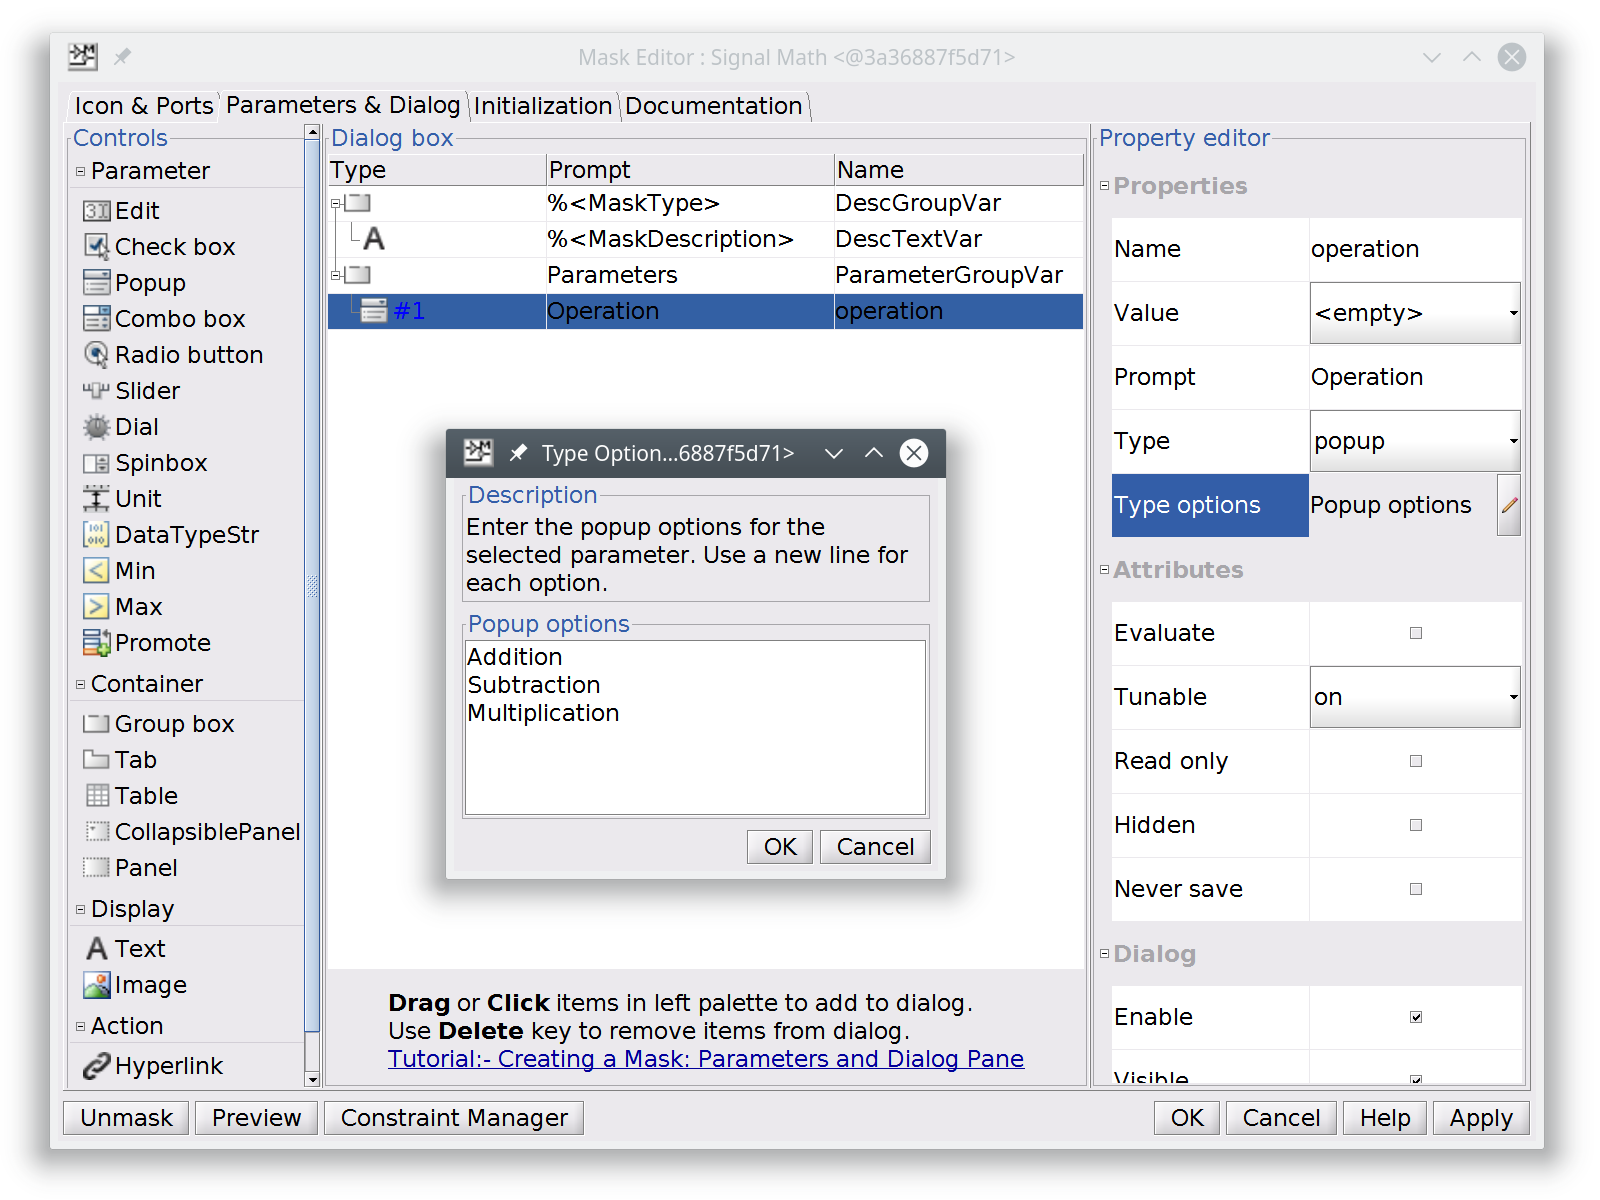 Mask Editor : Signal Math <@3a36887f5d71>
Icon & Ports Parameters & Dialog Initialization Documentation
Controls
Parameter
Edit
Check box
Popup
Combo box
Radio button
Slider
Dial
Spinbox
Unit
DataTypeStr
Min
Max
Promote
Container
Group box
Tab
Table
CollapsiblePanel
Panel
Display
Text
Image
Action
Hyperlink
Dialog box
Type Prompt Name
%<MaskType> DescGroupVar
A %<MaskDescription> DescTextVar
Parameters ParameterGroupVar
#1 Operation operation
Type Option...6887f5d71>
Description
Enter the popup options for the
selected parameter. Use a new line for
each option.
Popup options
Addition
Subtraction
Multiplication
OK Cancel
Drag or Click items in left palette to add to dialog.
Use Delete key to remove items from dialog.
Tutorial:- Creating a Mask: Parameters and Dialog Pane
Property editor
Properties
Name operation
Value <empty>
Prompt Operation
Type popup
Type options Popup options
Attributes
Evaluate
Tunable on
Read only
Hidden
Never save
Dialog
Enable
Visible
Unmask Preview Constraint Manager OK Cancel Help Apply